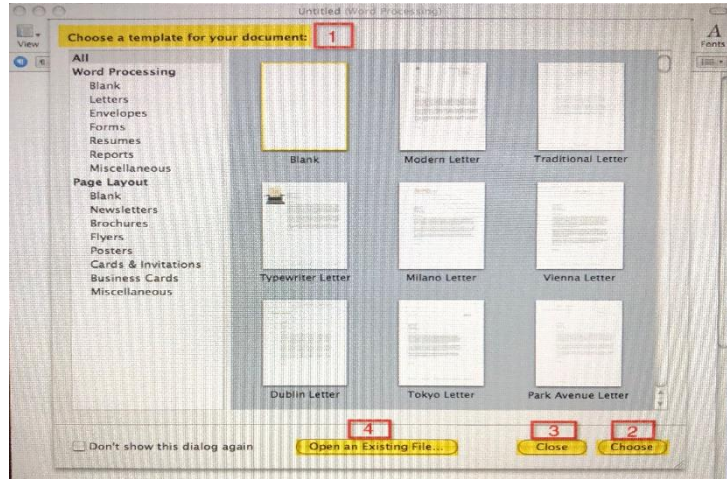 Untitled (Word Processing)
View
Fonts
Choose a template for your document:
1
All
Word Processing
Blank
Letters
Envelopes
Forms
Resumes
Reports
Miscellaneous
Page Layout
Blank
Newsletters
Brochures
Flyers
Posters
Cards & Invitations
Business Cards
Miscellaneous
Blank
Modern Letter
Traditional Letter
Typewriter Letter
Milano Letter
Vienna Letter
Dublin Letter
Tokyo Letter
Park Avenue Letter
4
3
2
Don't show this dialog again
Open an Existing File...
Close
Choose